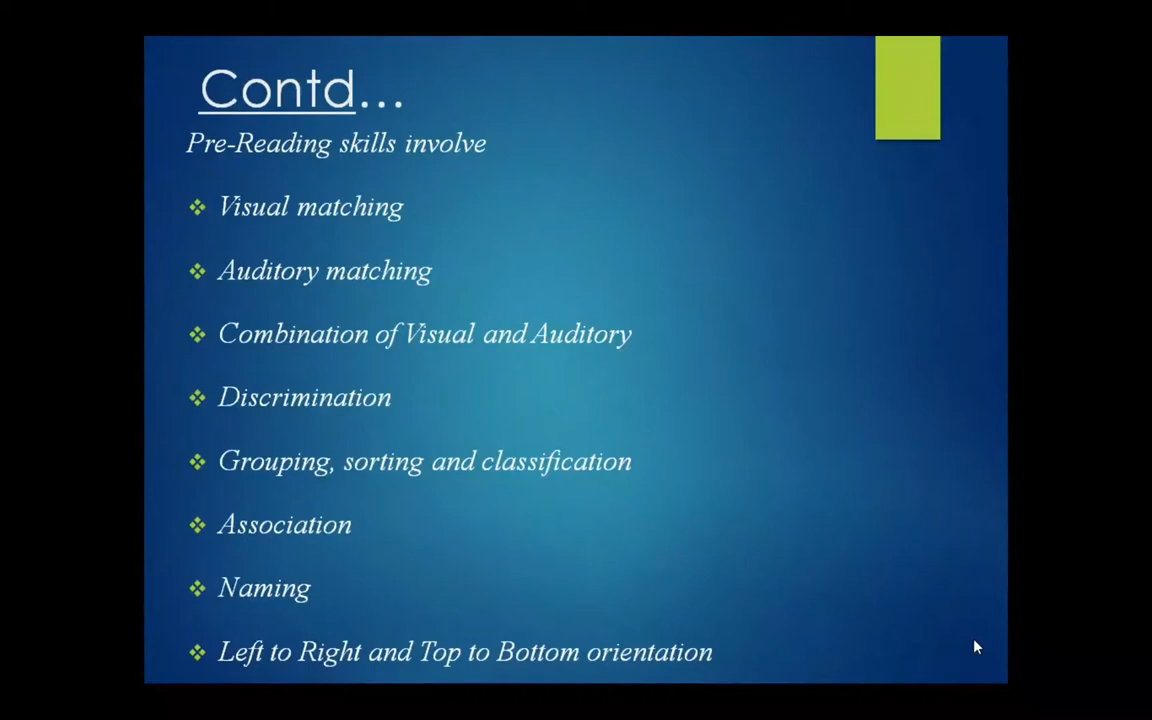 Contd...
Pre-Reading skills involve
Visual matching
Auditory matching
Combination of Visual and Auditory
Discrimination
Grouping, sorting and classification
Association
Naming
Left to Right and Top to Bottom orientation